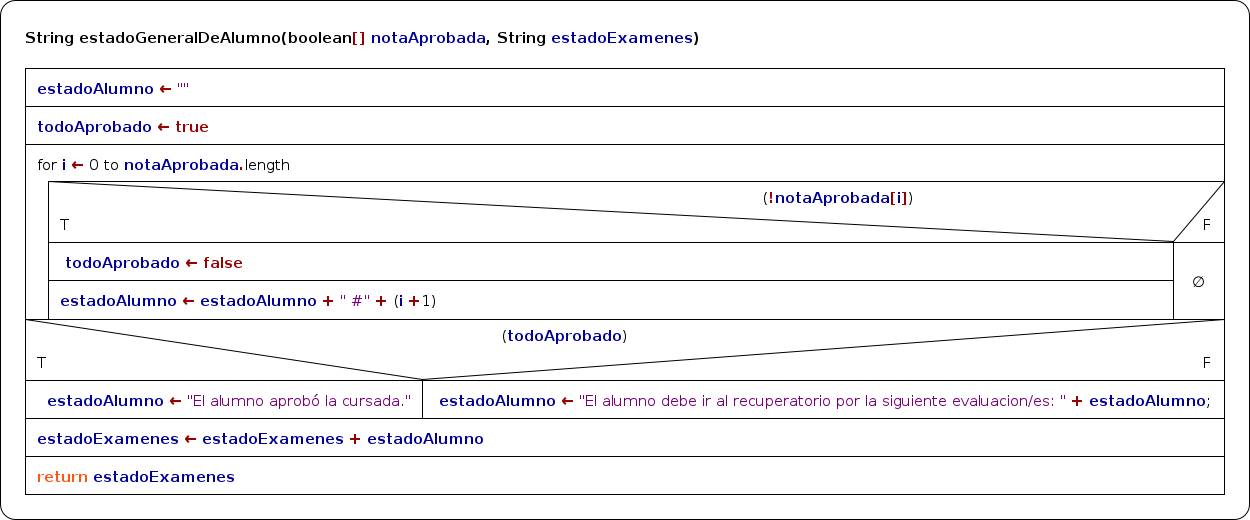 String estadoGeneralDeAlumno(boolean[] notaAprobada, String estadoExamenes)
estadoAlumno ← ""
todoAprobado ← true
for i ← 0 to notaAprobada.length
(!notaAprobada[i])
T F
todoAprobado ← false
∅
estadoAlumno ← estadoAlumno + " #" + (i +1)
(todoAprobado)
T F
estadoAlumno ← "El alumno aprobó la cursada." estadoAlumno ← "El alumno debe ir al recuperatorio por la siguiente evaluacion/es: " + estadoAlumno;
estadoExamenes ← estadoExamenes + estadoAlumno
return estadoExamenes